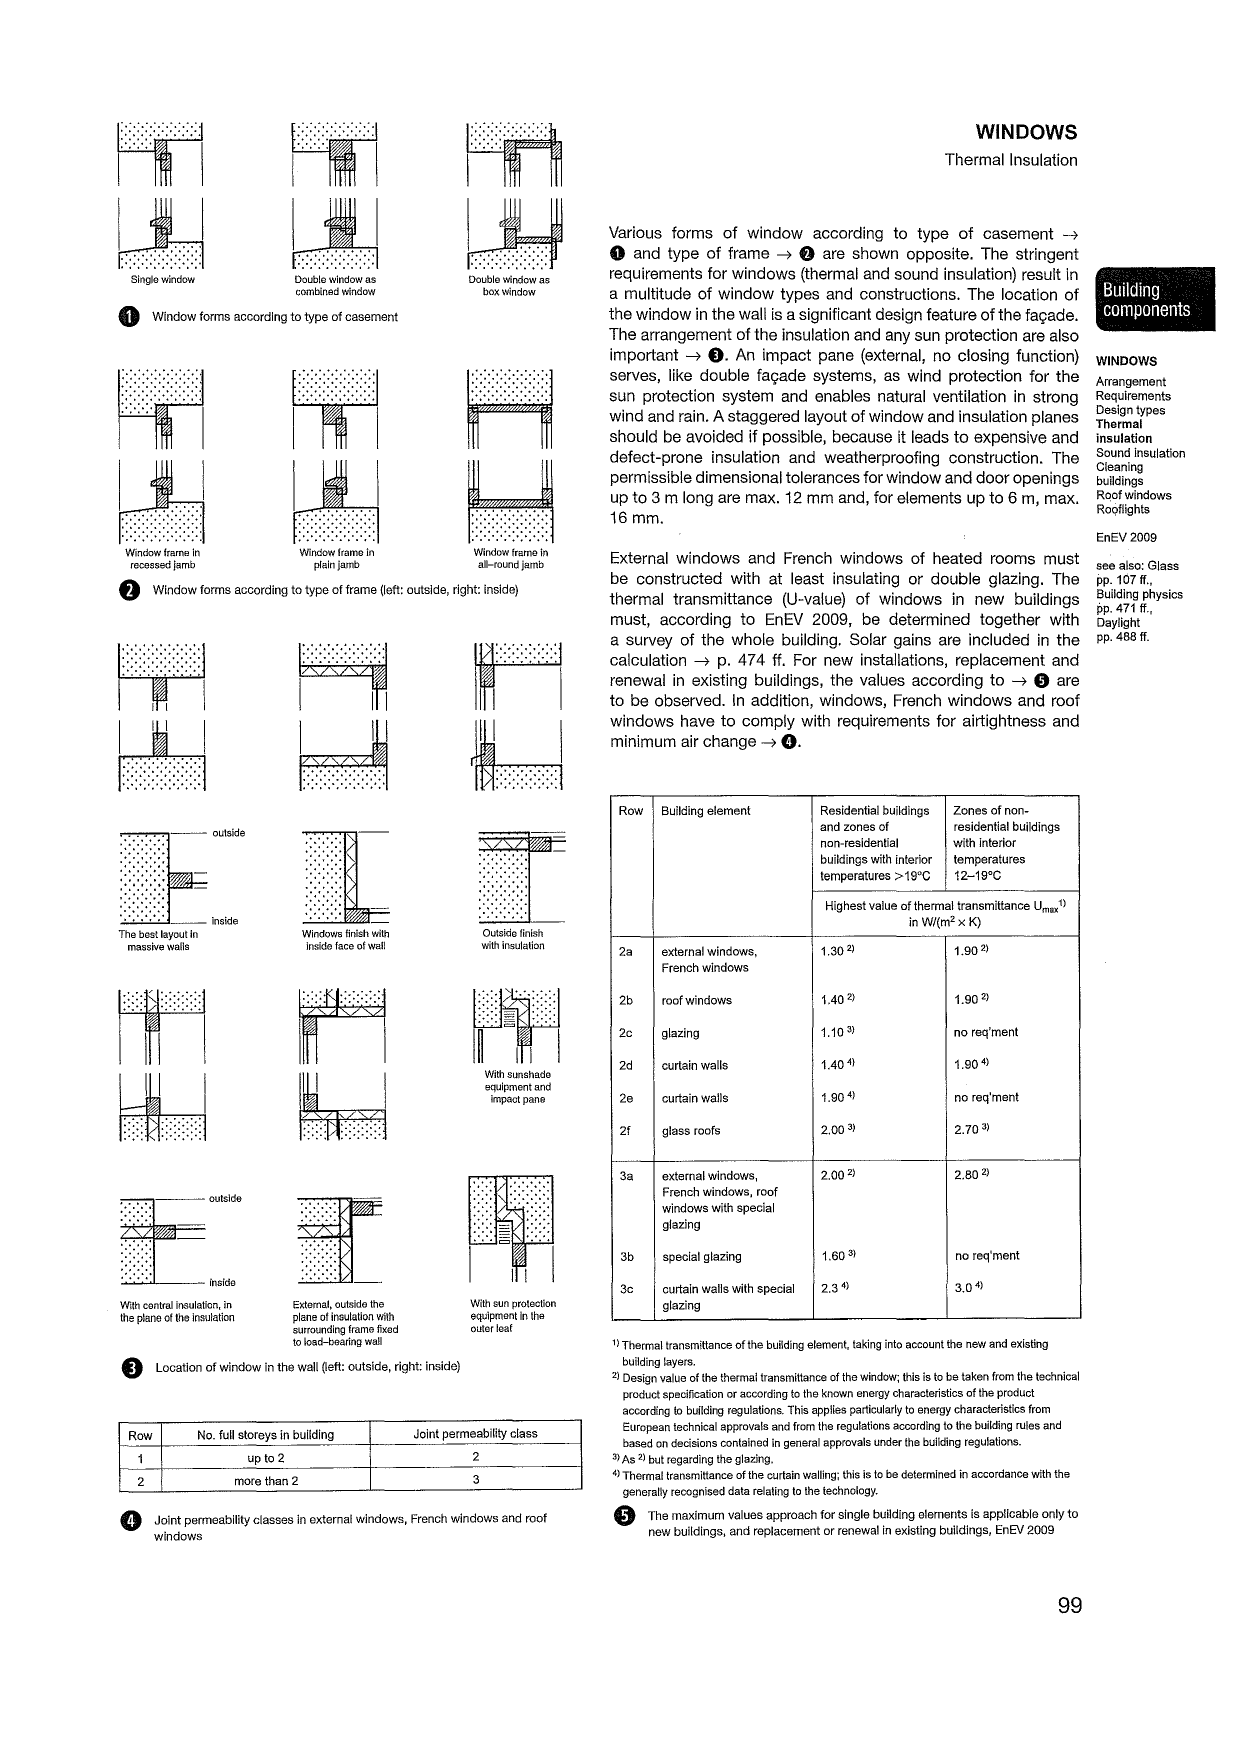 WINDOWS
Thermal Insulation
Single window
Double window as
combined window
Double window as
box window
1 Window forms according to type of casement
Window frame in
recessed jamb
Window frame in
plain jamb
Window frame in
all–round jamb
2 Window forms according to type of frame (left: outside, right: inside)
outside
inside
The best layout in
massive walls
Windows finish with
inside face of wall
Outside finish
with insulation
With sunshade
equipment and
impact pane
outside
inside
With central insulation, in
the plane of the insulation
External, outside the
plane of insulation with
surrounding frame fixed
to load–bearing wall
With sun protection
equipment in the
outer leaf
3 Location of window in the wall (left: outside, right: inside)
Row No. full storeys in building Joint permeability class
1 up to 2 2
2 more than 2 3
4 Joint permeability classes in external windows, French windows and roof
windows
Various forms of window according to type of casement →
1 and type of frame → 2 are shown opposite. The stringent
requirements for windows (thermal and sound insulation) result in
a multitude of window types and constructions. The location of
the window in the wall is a significant design feature of the façade.
The arrangement of the insulation and any sun protection are also
important → 3. An impact pane (external, no closing function)
serves, like double façade systems, as wind protection for the
sun protection system and enables natural ventilation in strong
wind and rain. A staggered layout of window and insulation planes
should be avoided if possible, because it leads to expensive and
defect-prone insulation and weatherproofing construction. The
permissible dimensional tolerances for window and door openings
up to 3 m long are max. 12 mm and, for elements up to 6 m, max.
16 mm.
External windows and French windows of heated rooms must
be constructed with at least insulating or double glazing. The
thermal transmittance (U-value) of windows in new buildings
must, according to EnEV 2009, be determined together with
a survey of the whole building. Solar gains are included in the
calculation → p. 474 ff. For new installations, replacement and
renewal in existing buildings, the values according to → 5 are
to be observed. In addition, windows, French windows and roof
windows have to comply with requirements for airtightness and
minimum air change → 4.
Row Building element Residential buildings
and zones of
non-residential
buildings with interior
temperatures >19°C
Zones of non-
residential buildings
with interior
temperatures
12–19°C
Highest value of thermal transmittance Umax 1)
in W/(m² × K)
2a external windows,
French windows 1.30 2) 1.90 2)
2b roof windows 1.40 2) 1.90 2)
2c glazing 1.10 3) no req'ment
2d curtain walls 1.40 4) 1.90 4)
2e curtain walls 1.90 4) no req'ment
2f glass roofs 2.00 3) 2.70 3)
3a external windows,
French windows, roof
windows with special
glazing 2.00 2) 2.80 2)
3b special glazing 1.60 3) no req'ment
3c curtain walls with special
glazing 2.3 4) 3.0 4)
1) Thermal transmittance of the building element, taking into account the new and existing
building layers.
2) Design value of the thermal transmittance of the window; this is to be taken from the technical
product specification or according to the known energy characteristics of the product
according to building regulations. This applies particularly to energy characteristics from
European technical approvals and from the regulations according to the building rules and
based on decisions contained in general approvals under the building regulations.
3) As 2) but regarding the glazing.
4) Thermal transmittance of the curtain walling; this is to be determined in accordance with the
generally recognised data relating to the technology.
5 The maximum values approach for single building elements is applicable only to
new buildings, and replacement or renewal in existing buildings, EnEV 2009
Building
components
WINDOWS
Arrangement
Requirements
Design types
Thermal
insulation
Sound insulation
Cleaning
buildings
Roof windows
Rooflights
EnEV 2009
see also: Glass
pp. 107 ff.,
Building physics
pp. 471 ff.,
Daylight
pp. 488 ff.
99